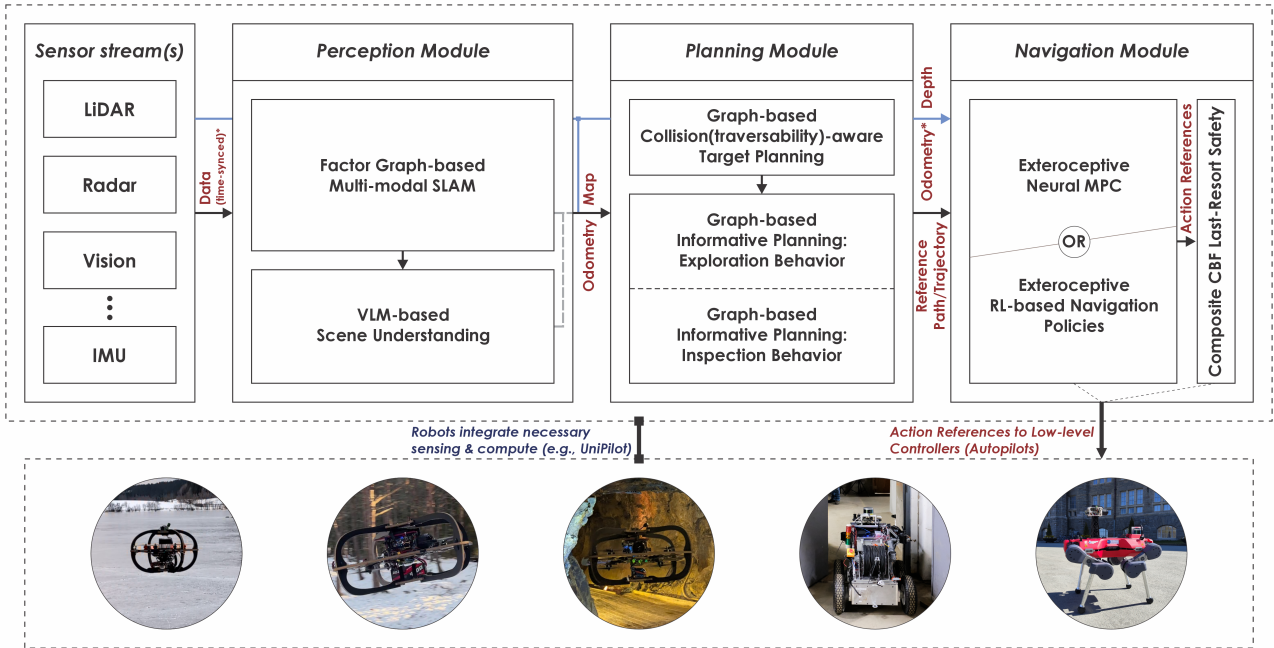 Sensor stream(s)
LiDAR
Radar
Vision
IMU
Data
(time-synced)*
Perception Module
Factor Graph-based
Multi-modal SLAM
VLM-based
Scene Understanding
Odometry Map
Planning Module
Graph-based
Collision(traversability)-aware
Target Planning
Graph-based
Informative Planning:
Exploration Behavior
Graph-based
Informative Planning:
Inspection Behavior
Depth
Odometry*
Reference
Path/Trajectory
Navigation Module
Exteroceptive
Neural MPC
OR
Exteroceptive
RL-based Navigation
Policies
Action References
Composite CBF Last-Resort Safety
Robots integrate necessary
sensing & compute (e.g., UniPilot)
Action References to Low-level
Controllers (Autopilots)